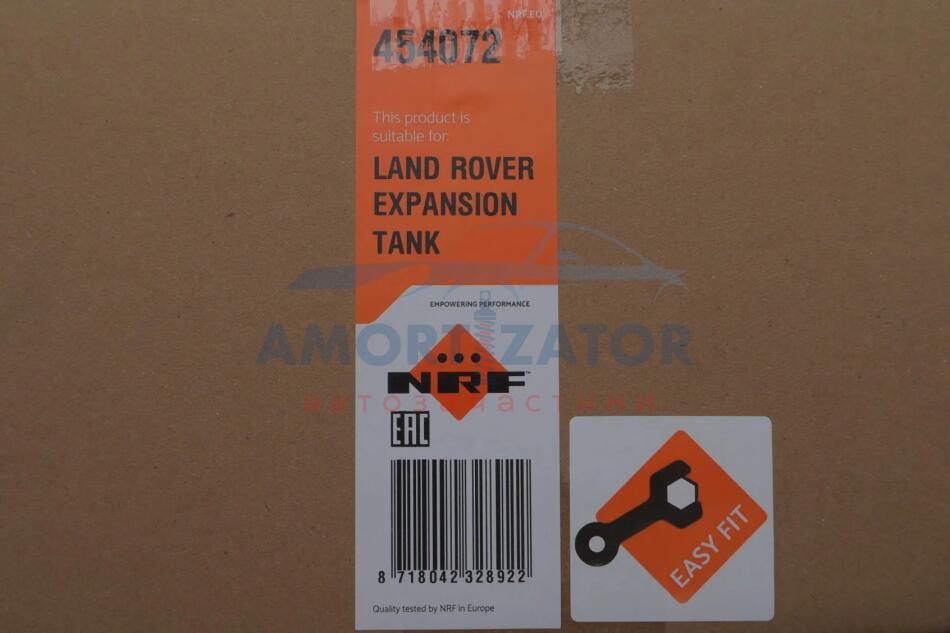 NRF.EU
454072
This product is
suitable for:
LAND ROVER
EXPANSION
TANK
EMPOWERING PERFORMANCE
AMORTIZATOR
NRF™
автозапчастини
EAC
8 718042 328922
EASY FIT
Quality tested by NRF in Europe